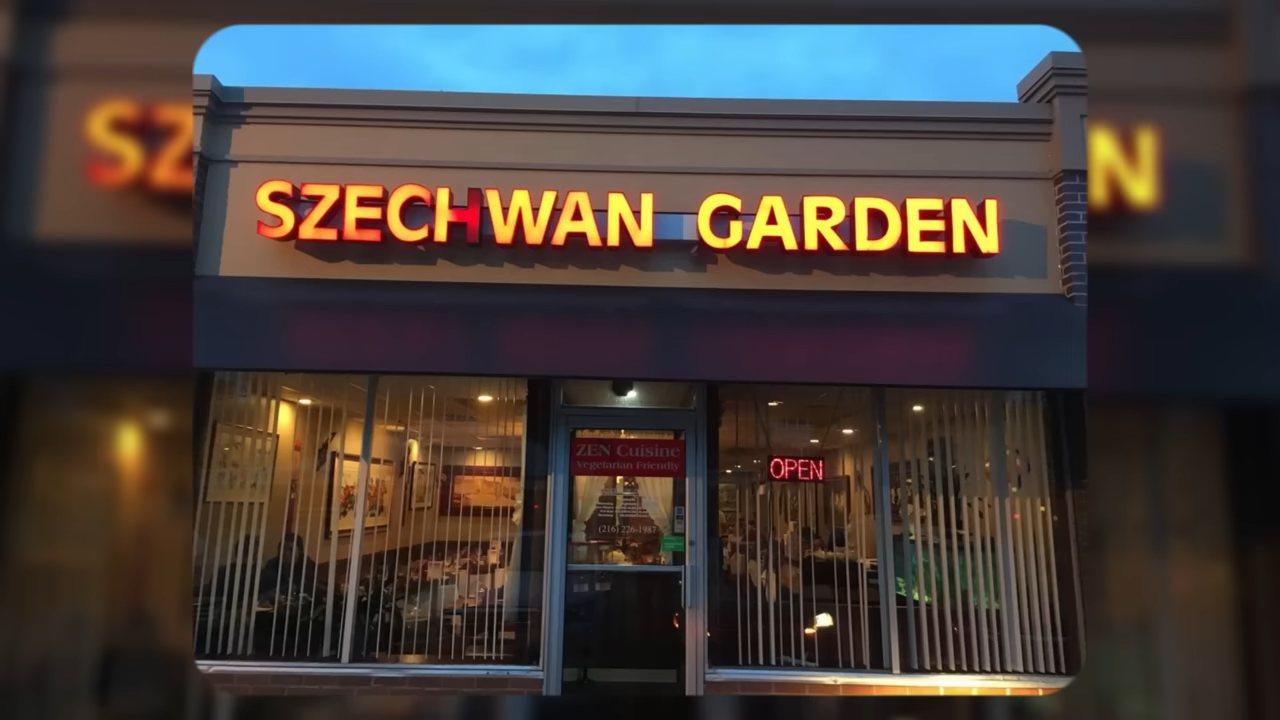 SZECHWAN GARDEN
ZEN Cuisine
Vegetarian Friendly
OPEN
(216) 226-1987